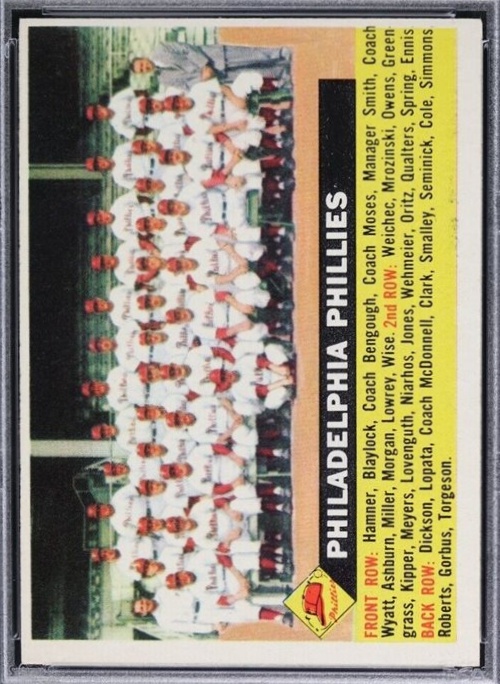 PHILADELPHIA PHILLIES
FRONT ROW: Hamner, Blaylock, Coach Bengough, Coach Moses, Manager Smith, Coach
Wyatt, Ashburn, Miller, Morgan, Lowrey, Wise. 2nd ROW: Weichec, Mrozinski, Owens, Green-
grass, Kipper, Meyers, Lovenguth, Niarhos, Jones, Wehmeier, Oritz, Qualters, Spring, Ennis
BACK ROW: Dickson, Lopata, Coach McDonnell, Clark, Smalley, Seminick, Cole, Simmons
Roberts, Gorbus, Torgeson.
Phillies